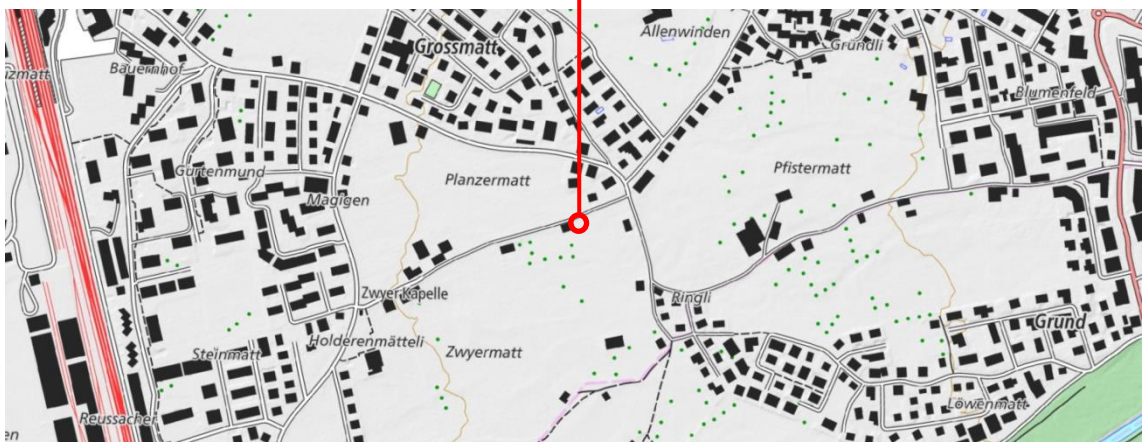 Allenwinden
Grossmatt
Gründli
Bauernhof
Blumenfeld
Gurtenmund
Planzermatt
Pfistermatt
Magigen
Zwyer Kapelle
Ringli
Holderenmätteli
Grund
Steinmatt
Zwyermatt
Löwenmatt
Reussacher